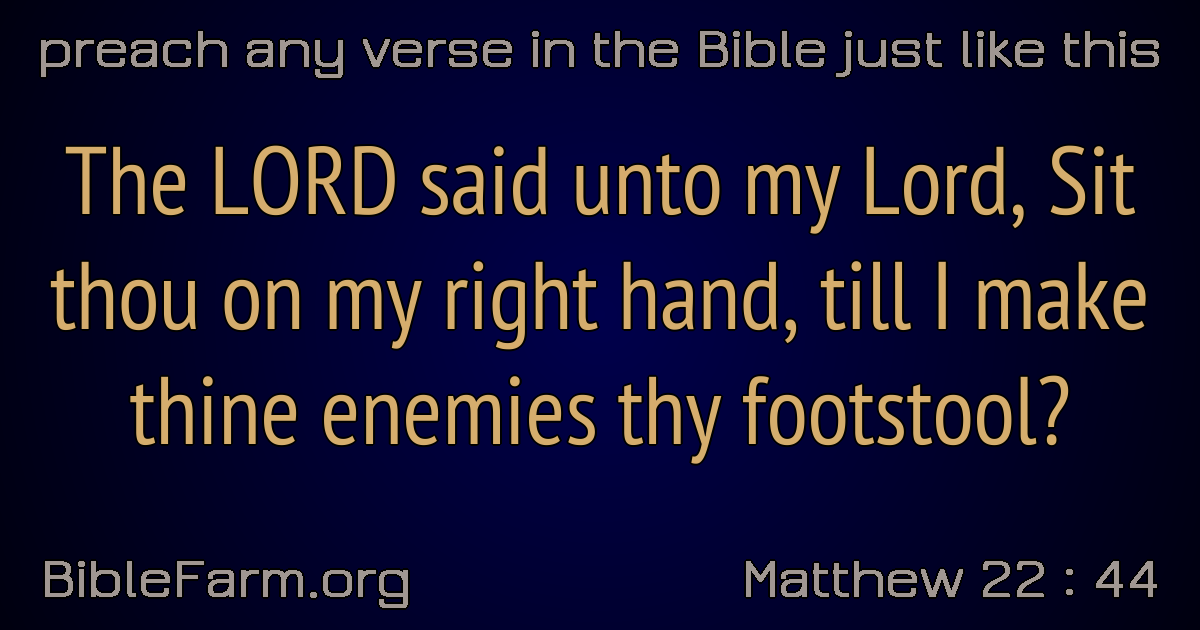 preach any verse in the Bible just like this
The LORD said unto my Lord, Sit
thou on my right hand, till I make
thine enemies thy footstool?
BibleFarm.org
Matthew 22 : 44